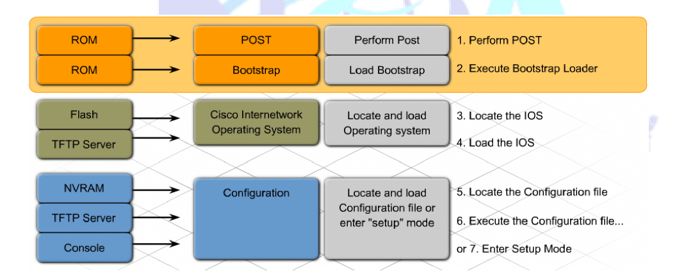 ROM
POST
Perform Post
1. Perform POST
ROM
Bootstrap
Load Bootstrap
2. Execute Bootstrap Loader
Flash
TFTP Server
Cisco Internetwork
Operating System
Locate and load
Operating system
3. Locate the IOS
4. Load the IOS
NVRAM
TFTP Server
Console
Configuration
Locate and load
Configuration file or
enter "setup" mode
5. Locate the Configuration file
6. Execute the Configuration file...
or 7. Enter Setup Mode